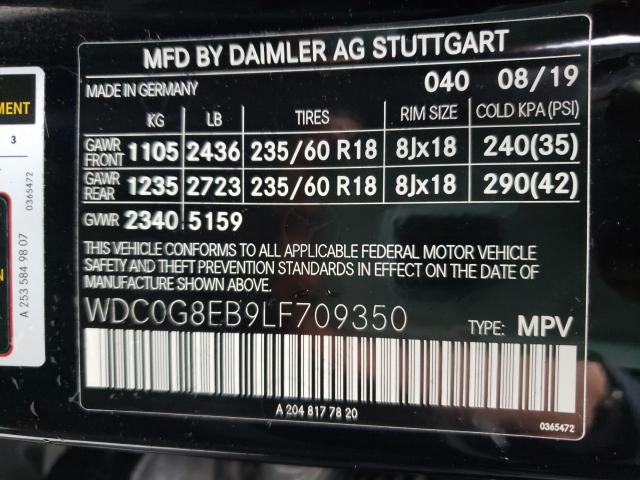 MFD BY DAIMLER AG STUTTGART
MADE IN GERMANY 040 08/19
KG LB TIRES RIM SIZE COLD KPA(PSI)
GAWR FRONT 1105 2436 235/60 R18 8Jx18 240(35)
GAWR REAR 1235 2723 235/60 R18 8Jx18 290(42)
GVWR 2340 5159
THIS VEHICLE CONFORMS TO ALL APPLICABLE FEDERAL MOTOR VEHICLE
SAFETY AND THEFT PREVENTION STANDARDS IN EFFECT ON THE DATE OF
MANUFACTURE SHOWN ABOVE.
WDC0G8EB9LF709350 TYPE: MPV
A 204 817 78 20
0365472
MENT
3
0365472
A 253 584 98 07